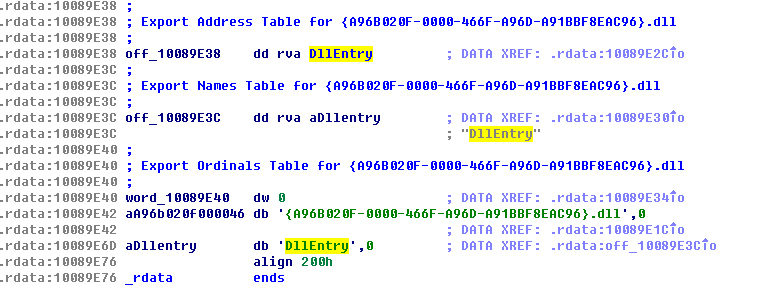 .rdata:10089E38 ;
.rdata:10089E38 ; Export Address Table for {A96B020F-0000-466F-A96D-A91BBF8EAC96}.dll
.rdata:10089E38 ;
.rdata:10089E38 off_10089E38 dd rva DllEntry ; DATA XREF: .rdata:10089E2C↑o
.rdata:10089E3C ;
.rdata:10089E3C ; Export Names Table for {A96B020F-0000-466F-A96D-A91BBF8EAC96}.dll
.rdata:10089E3C ;
.rdata:10089E3C off_10089E3C dd rva aDllentry ; DATA XREF: .rdata:10089E30↑o
.rdata:10089E3C ; "DllEntry"
.rdata:10089E40 ;
.rdata:10089E40 ; Export Ordinals Table for {A96B020F-0000-466F-A96D-A91BBF8EAC96}.dll
.rdata:10089E40 ;
.rdata:10089E40 word_10089E40 dw 0 ; DATA XREF: .rdata:10089E34↑o
.rdata:10089E42 aA96b020f000046 db '{A96B020F-0000-466F-A96D-A91BBF8EAC96}.dll',0
.rdata:10089E42 ; DATA XREF: .rdata:10089E1C↑o
.rdata:10089E6D aDllentry db 'DllEntry',0 ; DATA XREF: .rdata:off_10089E3C↑o
.rdata:10089E76 align 200h
.rdata:10089E76 _rdata ends